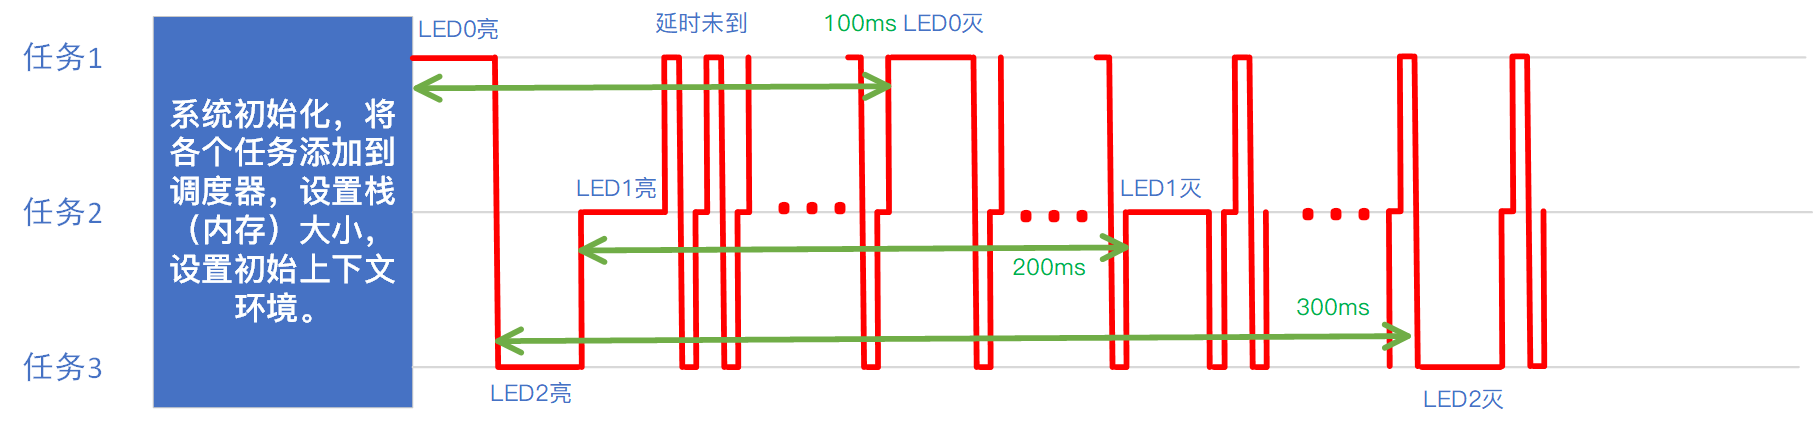 任务1
任务2
任务3
系统初始化，将
各个任务添加到
调度器，设置栈
（内存）大小，
设置初始上下文
环境。
LED0亮
延时未到
100ms LED0灭
LED1亮
LED1灭
200ms
300ms
LED2亮
LED2灭